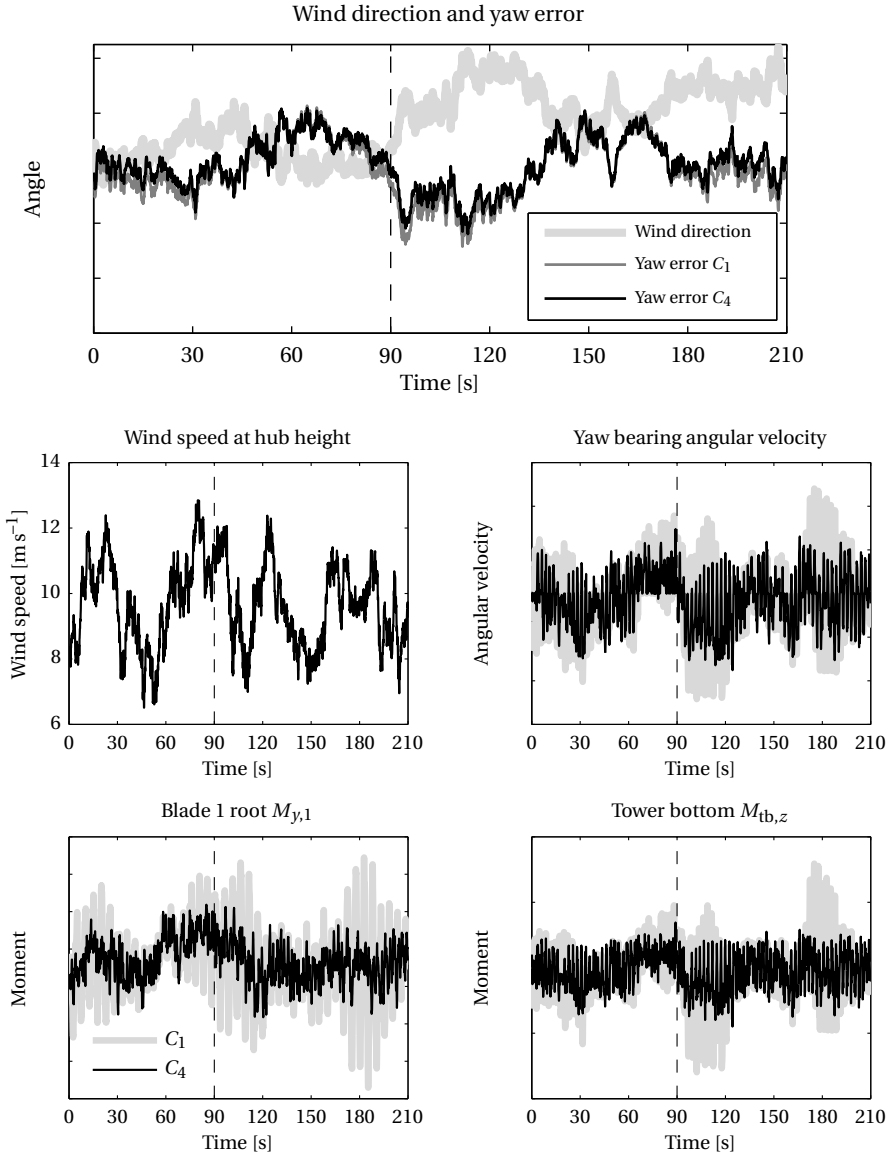 Wind direction and yaw error
Angle
Wind direction
Yaw error C₁
Yaw error C₄
0 30 60 90 120 150 180 210
Time [s]
Wind speed at hub height
Wind speed [m s⁻¹]
14
12
10
8
6
0 30 60 90 120 150 180 210
Time [s]
Yaw bearing angular velocity
Angular velocity
0 30 60 90 120 150 180 210
Time [s]
Blade 1 root M_{y,1}
Moment
C₁
C₄
0 30 60 90 120 150 180 210
Time [s]
Tower bottom M_{tb,z}
Moment
0 30 60 90 120 150 180 210
Time [s]